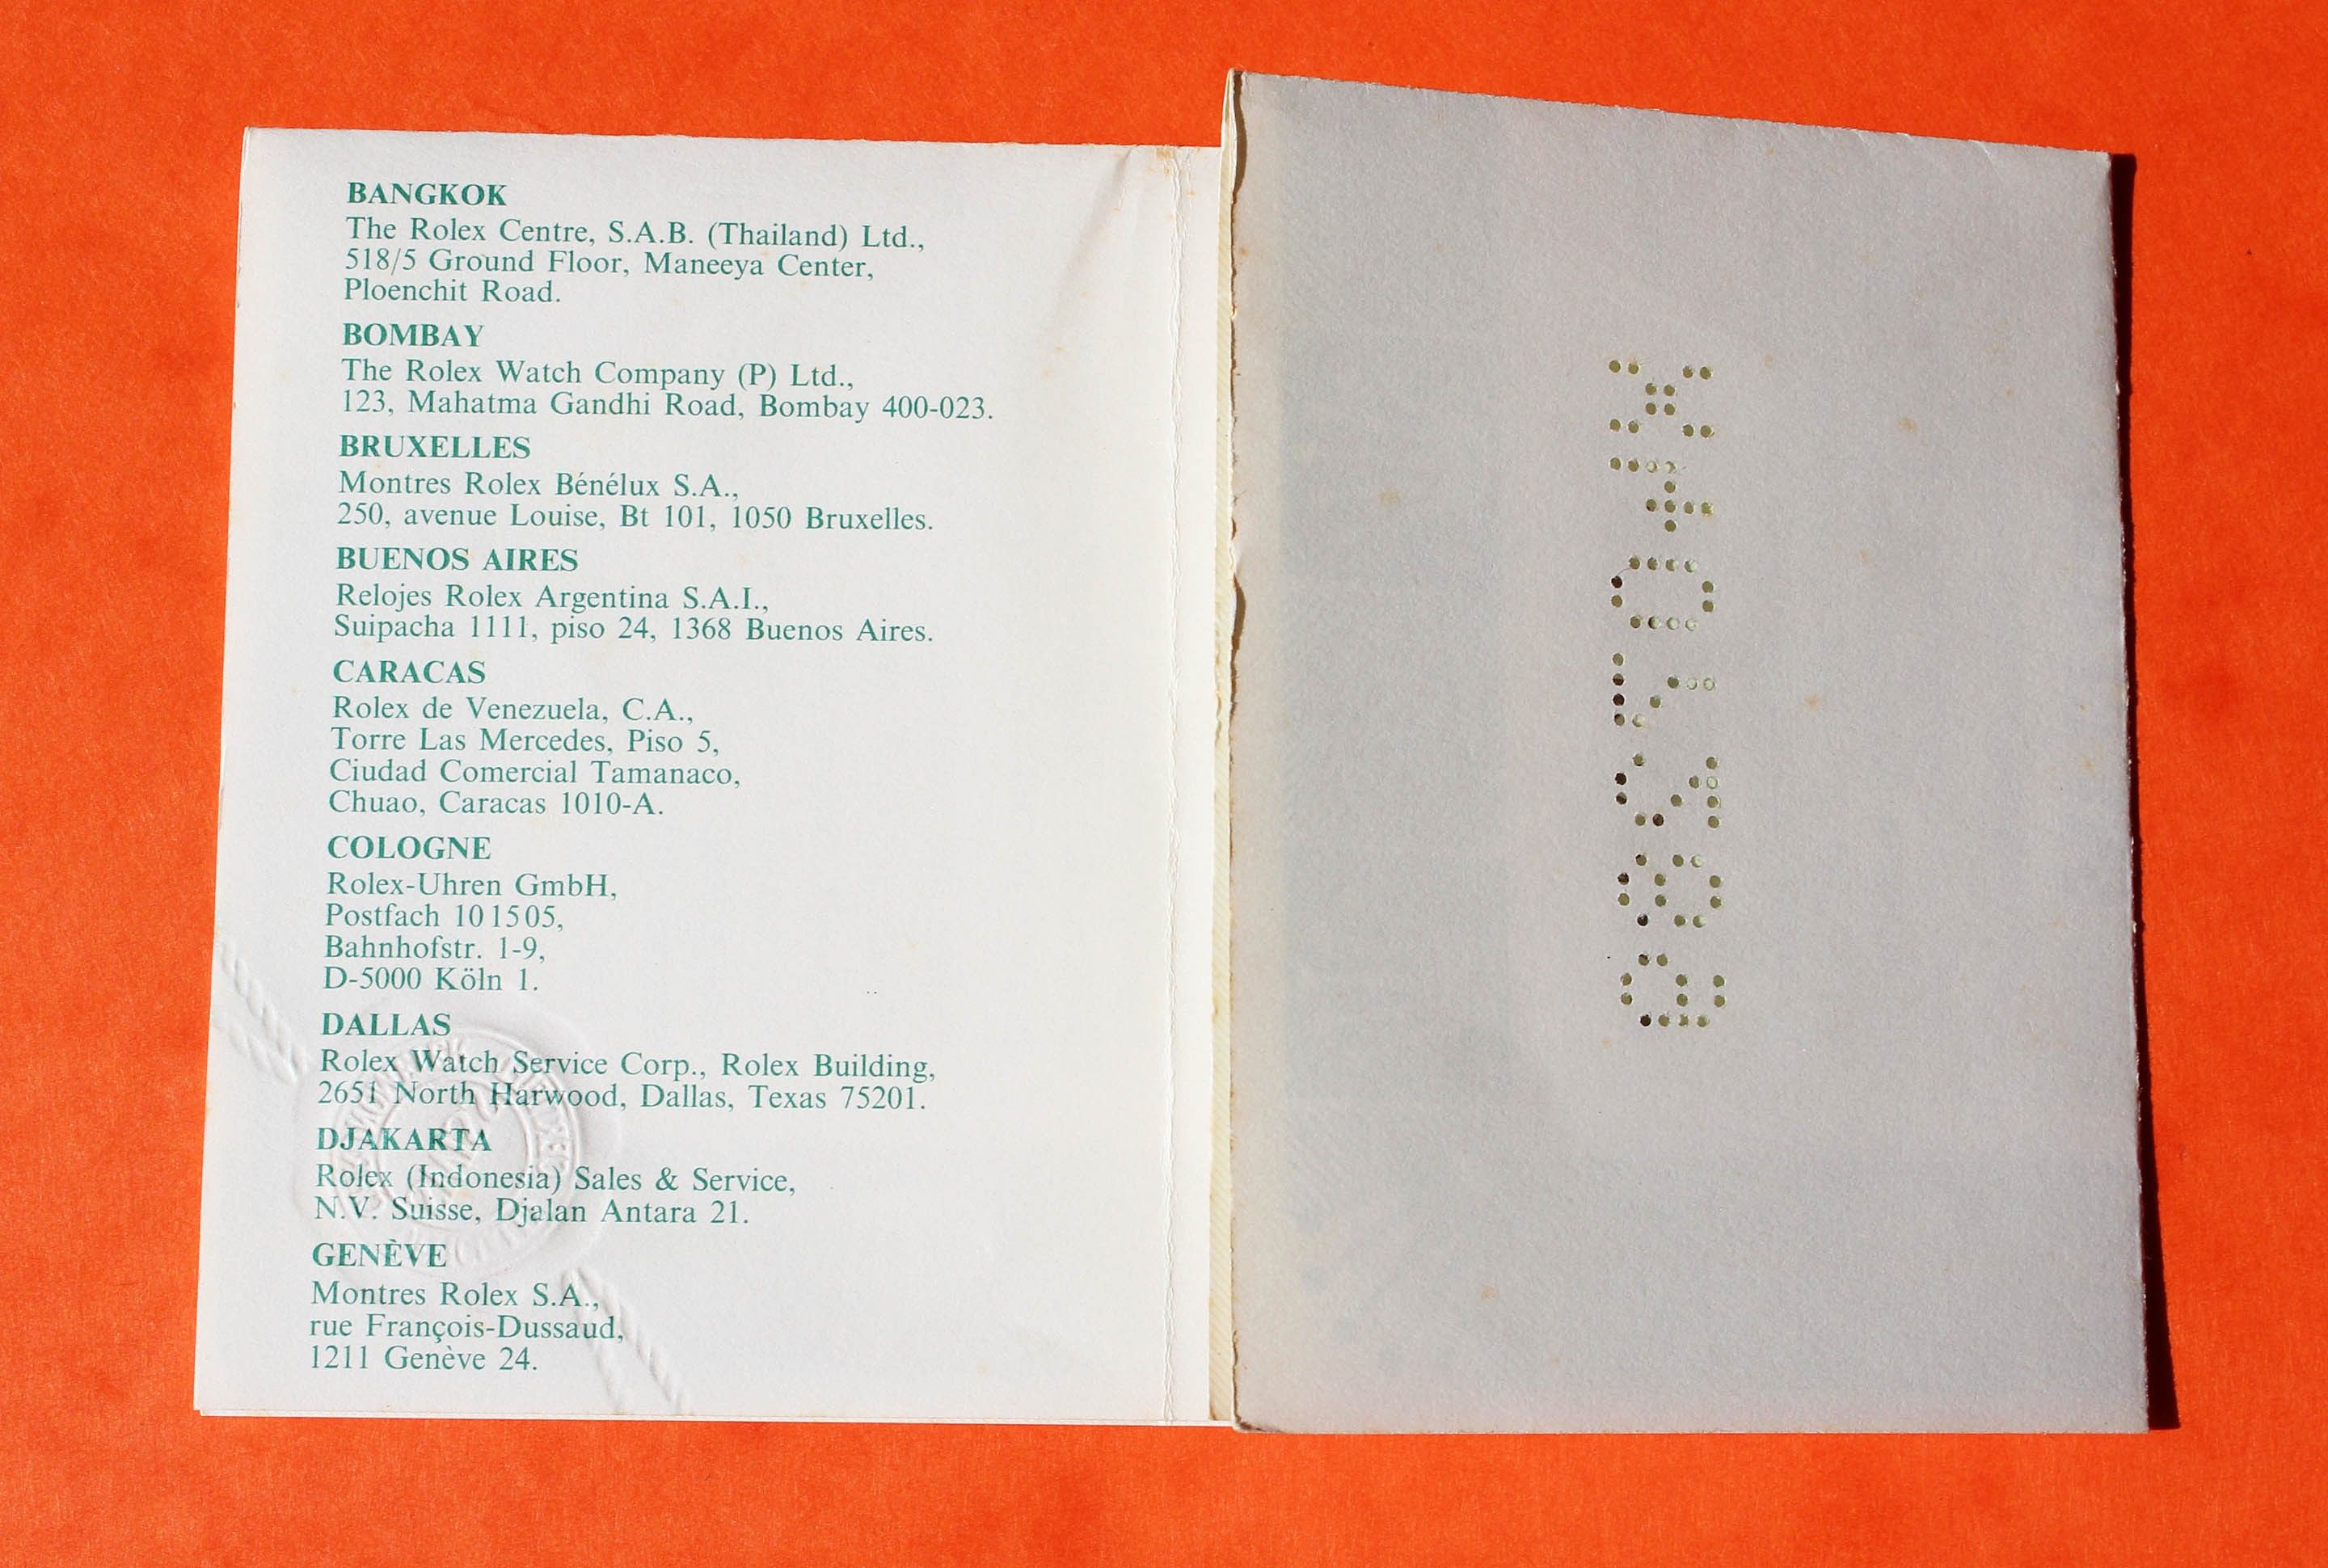 BANGKOK
The Rolex Centre, S.A.B. (Thailand) Ltd.,
518/5 Ground Floor, Maneeya Center,
Ploenchit Road.
BOMBAY
The Rolex Watch Company (P) Ltd.,
123, Mahatma Gandhi Road, Bombay 400-023.
BRUXELLES
Montres Rolex Bénélux S.A.,
250, avenue Louise, Bt 101, 1050 Bruxelles.
BUENOS AIRES
Relojes Rolex Argentina S.A.I.,
Suipacha 1111, piso 24, 1368 Buenos Aires.
CARACAS
Rolex de Venezuela, C.A.,
Torre Las Mercedes, Piso 5,
Ciudad Comercial Tamanaco,
Chuao, Caracas 1010-A.
COLOGNE
Rolex-Uhren GmbH,
Postfach 10 15 05,
Bahnhofstr. 1-9,
D-5000 Köln 1.
DALLAS
Rolex Watch Service Corp., Rolex Building,
2651 North Harwood, Dallas, Texas 75201.
DJAKARTA
Rolex (Indonesia) Sales & Service,
N.V. Suisse, Djalan Antara 21.
GENÈVE
Montres Rolex S.A.,
rue François-Dussaud,
1211 Genève 24.
X407289